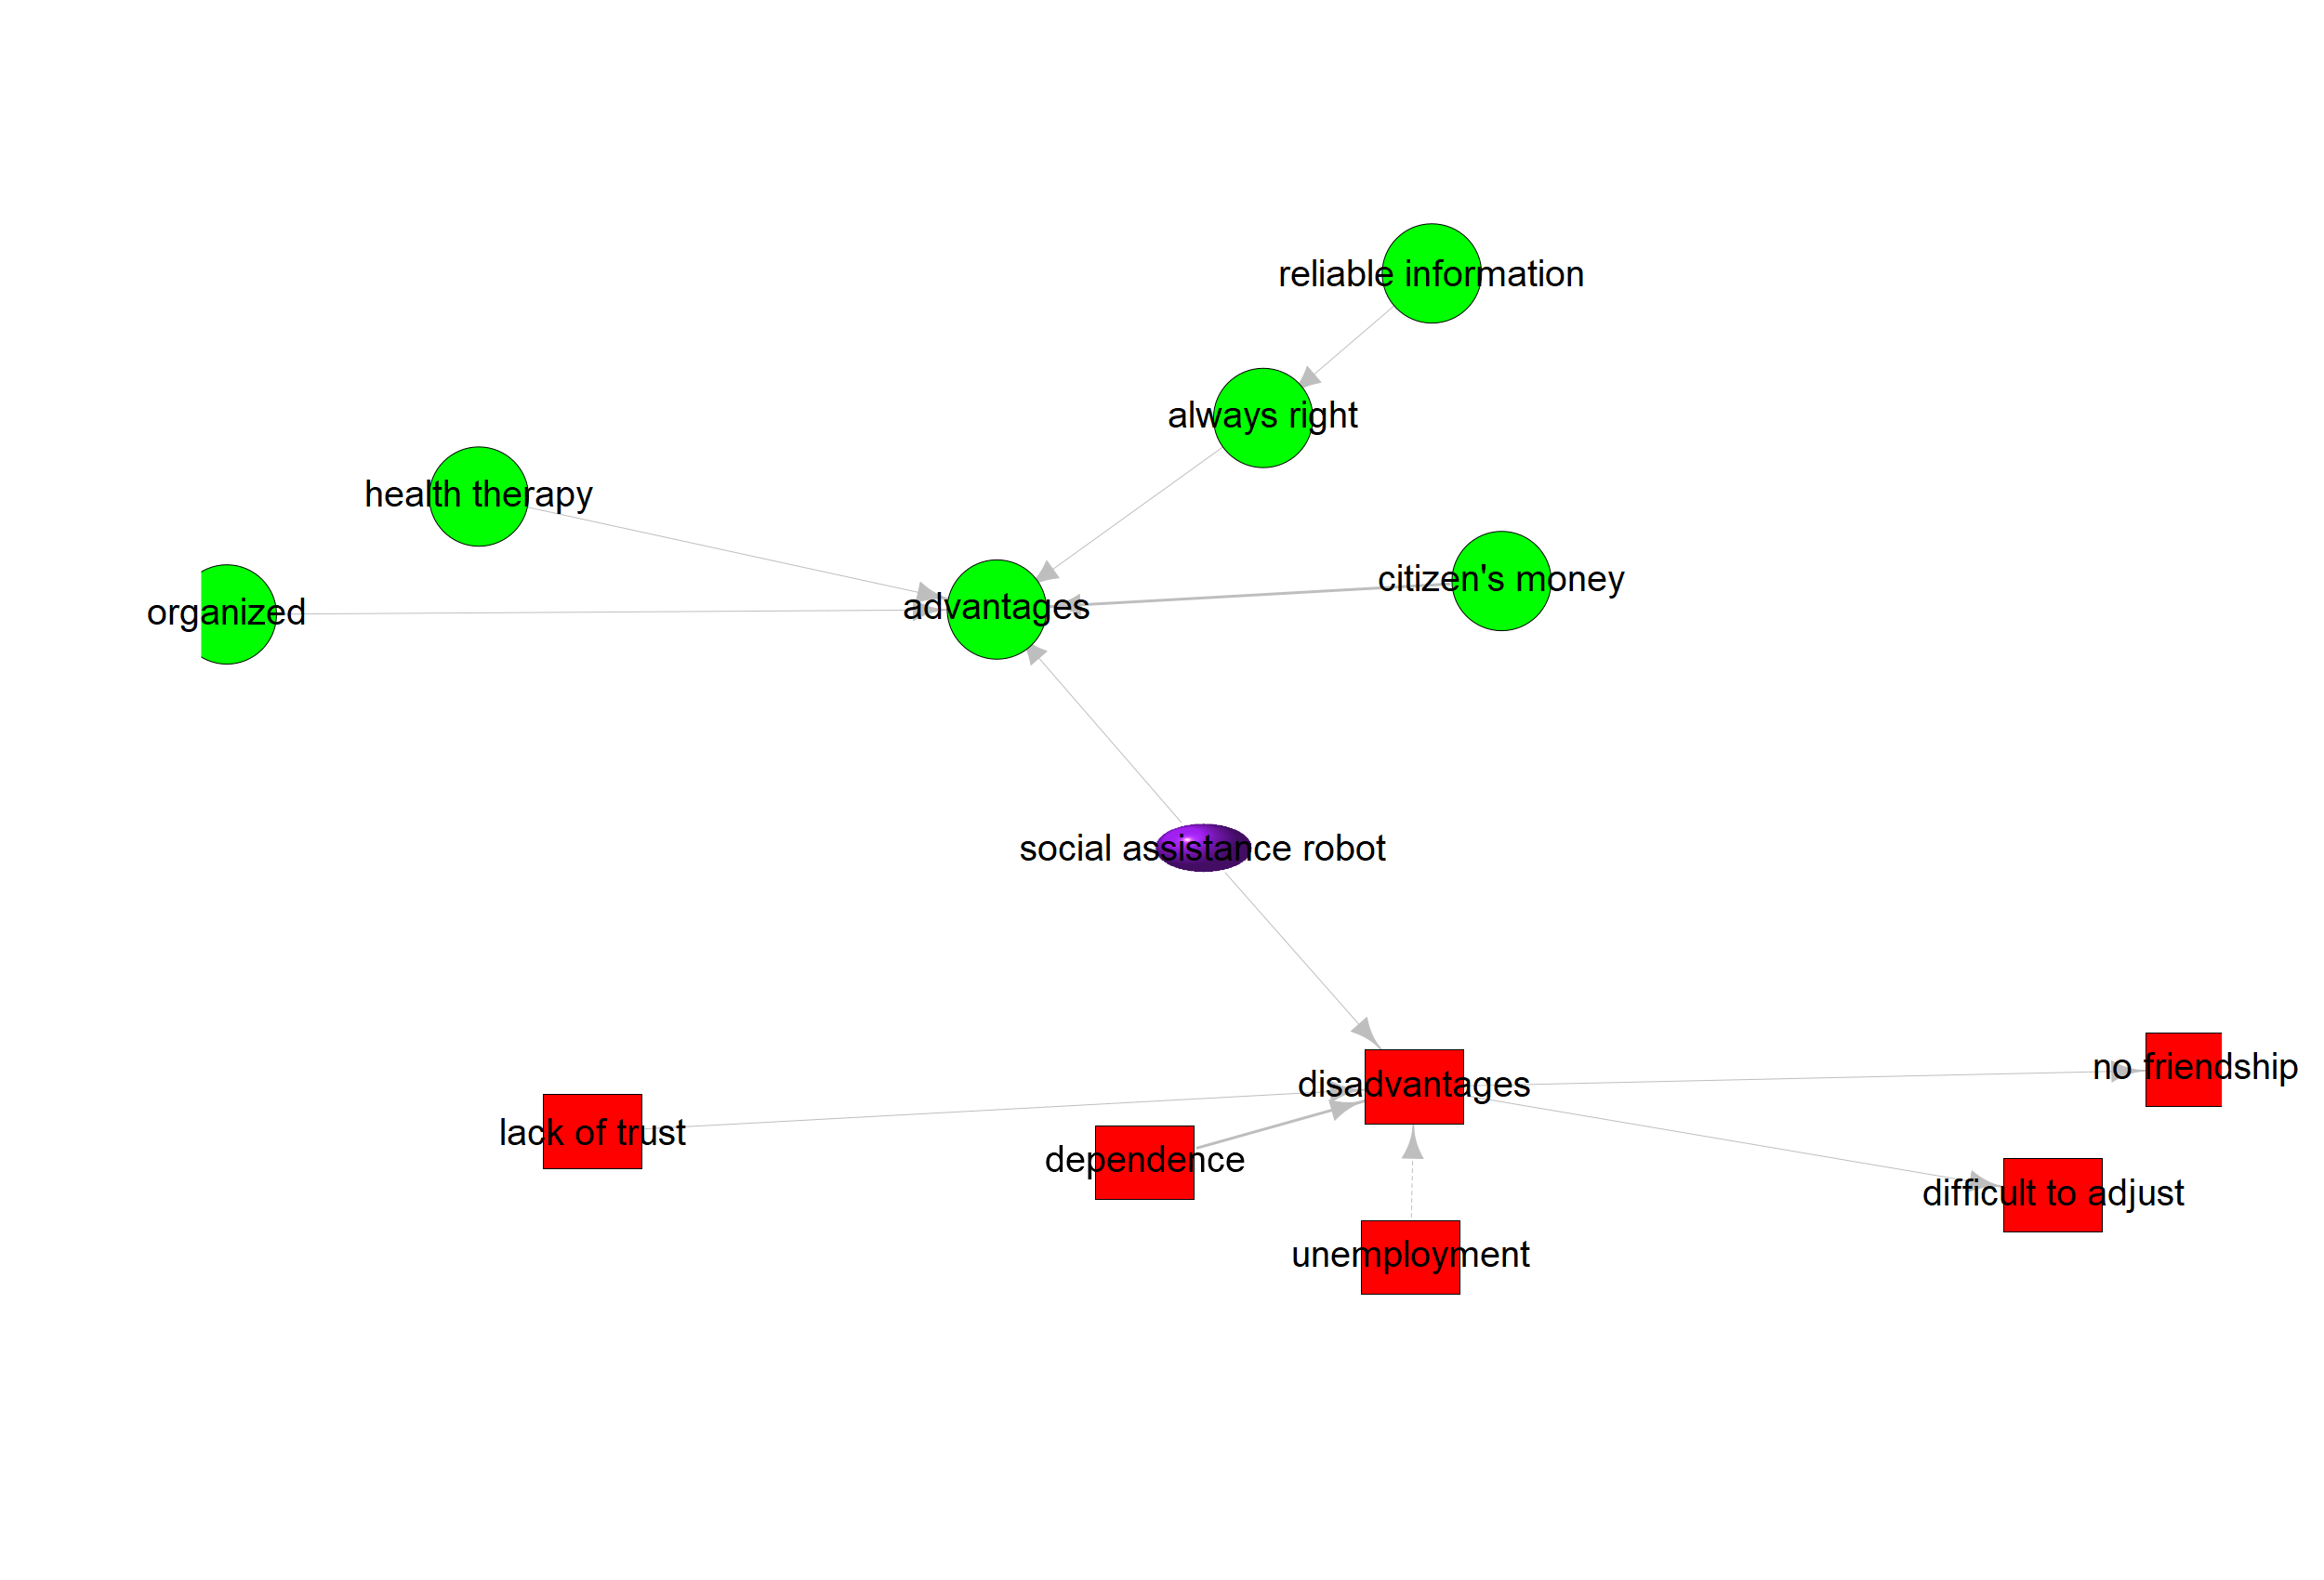 reliable information
always right
health therapy
citizen's money
organized
advantages
social assistance robot
no friendship
disadvantages
lack of trust
dependence
difficult to adjust
unemployment